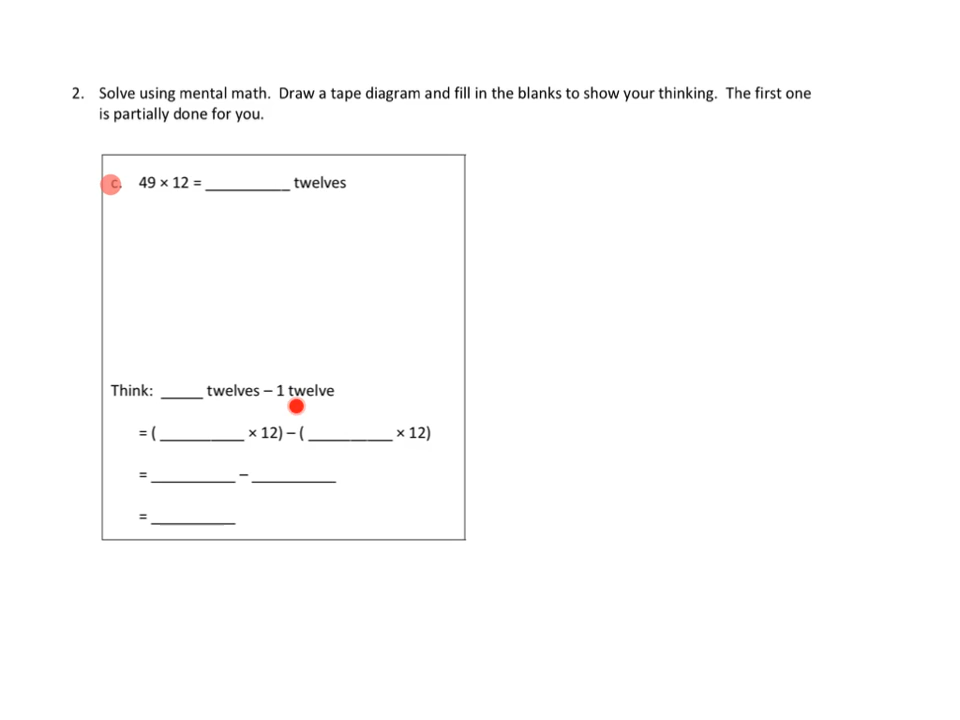 2. Solve using mental math. Draw a tape diagram and fill in the blanks to show your thinking. The first one
is partially done for you.
c. 49 × 12 = __________ twelves
Think: _____ twelves – 1 twelve
= ( __________ × 12) – ( __________ × 12)
= __________ – __________
= __________